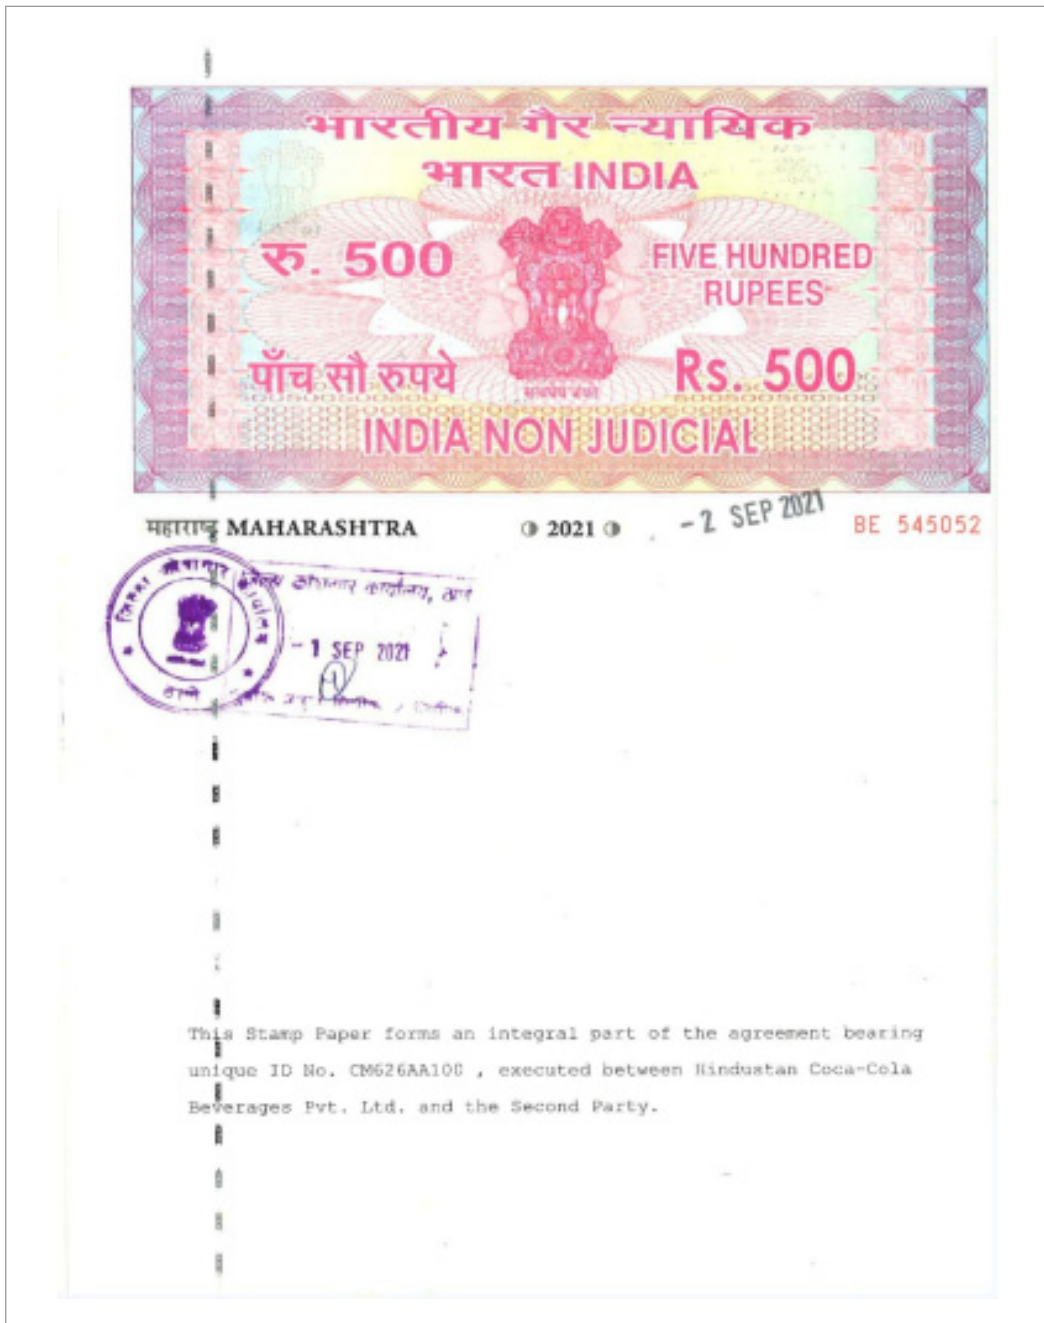 भारतीय गैर न्यायिक
भारत INDIA
रु. 500
FIVE HUNDRED
RUPEES
पाँच सौ रुपये
Rs. 500
INDIA NON JUDICIAL
महाराष्ट्र MAHARASHTRA
2021
- 2 SEP 2021
BE 545052
जिल्हा कोषागार कार्यालय
ठाणे
कोषागार कार्यालय, ठाणे
- 1 SEP 2021
This Stamp Paper forms an integral part of the agreement bearing
unique ID No. CM626AA100 , executed between Hindustan Coca-Cola
Beverages Pvt. Ltd. and the Second Party.